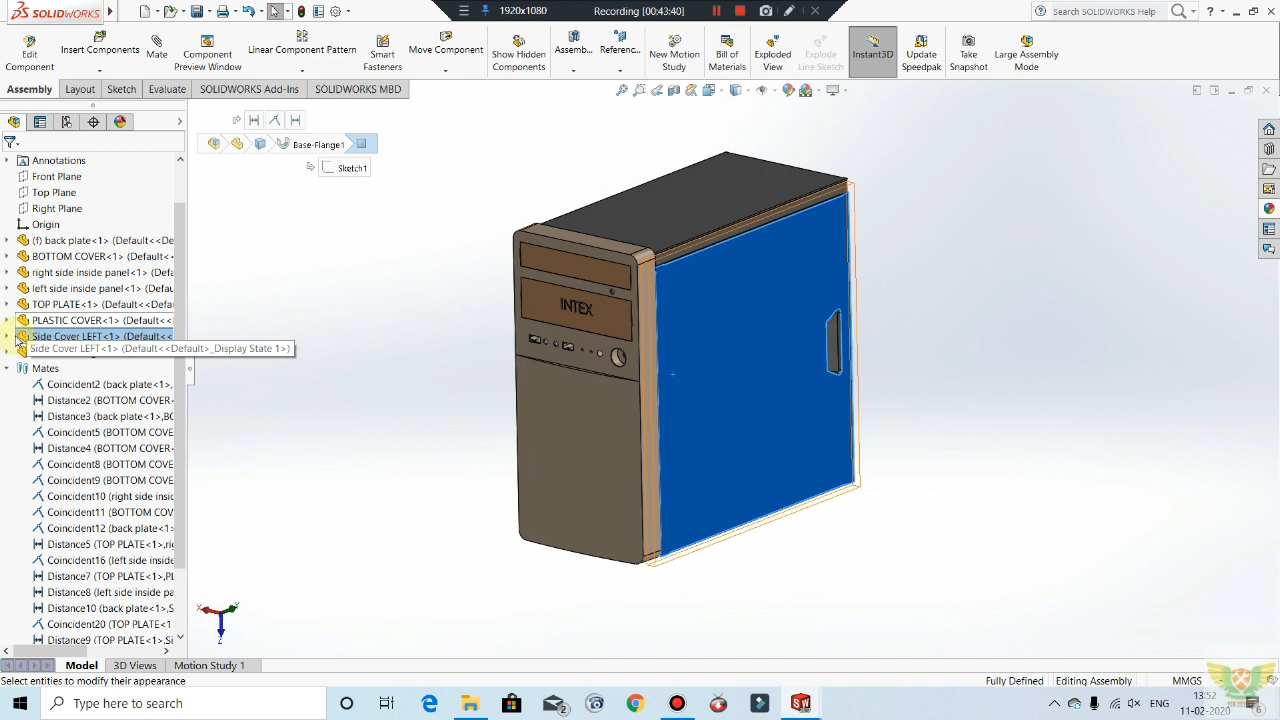 SOLIDWORKS
1920x1080
Recording [00:43:40]
Search SOLIDWORKS Help
Edit Component
Insert Components
Mate
Component Preview Window
Linear Component Pattern
Smart Fasteners
Move Component
Show Hidden Components
Assemb...
Referenc...
New Motion Study
Bill of Materials
Exploded View
Explode Line Sketch
Instant3D
Update Speedpak
Take Snapshot
Large Assembly Mode
Assembly
Layout
Sketch
Evaluate
SOLIDWORKS Add-Ins
SOLIDWORKS MBD
Base-Flange1
Sketch1
Annotations
Front Plane
Top Plane
Right Plane
Origin
(f) back plate<1> (Default<<De
BOTTOM COVER<1> (Default<
right side inside panel<1> (Defa
left side inside panel<1> (Defau
TOP PLATE<1> (Default<<Defau
PLASTIC COVER<1> (Default<<
Side Cover LEFT<1> (Default<<
Side Cover LEFT<1> (Default<<Default>_Display State 1>)
Mates
Coincident2 (back plate<1>,
Distance2 (BOTTOM COVER
Distance3 (back plate<1>,BO
Coincident5 (BOTTOM COVE
Distance4 (BOTTOM COVER
Coincident8 (BOTTOM COVE
Coincident9 (BOTTOM COVE
Coincident10 (right side insid
Coincident11 (BOTTOM COV
Coincident12 (back plate<1>
Distance5 (TOP PLATE<1>,rig
Coincident16 (left side inside
Distance7 (TOP PLATE<1>,PL
Distance8 (left side inside pa
Distance10 (back plate<1>,S
Coincident20 (TOP PLATE<1>
Distance9 (TOP PLATE<1>,Si
INTEX
X
Y
Z
Model
3D Views
Motion Study 1
Select entities to modify their appearance
Fully Defined
Editing Assembly
MMGS
Type here to search
2
SW
ENG
13:52
11-02-2020
6